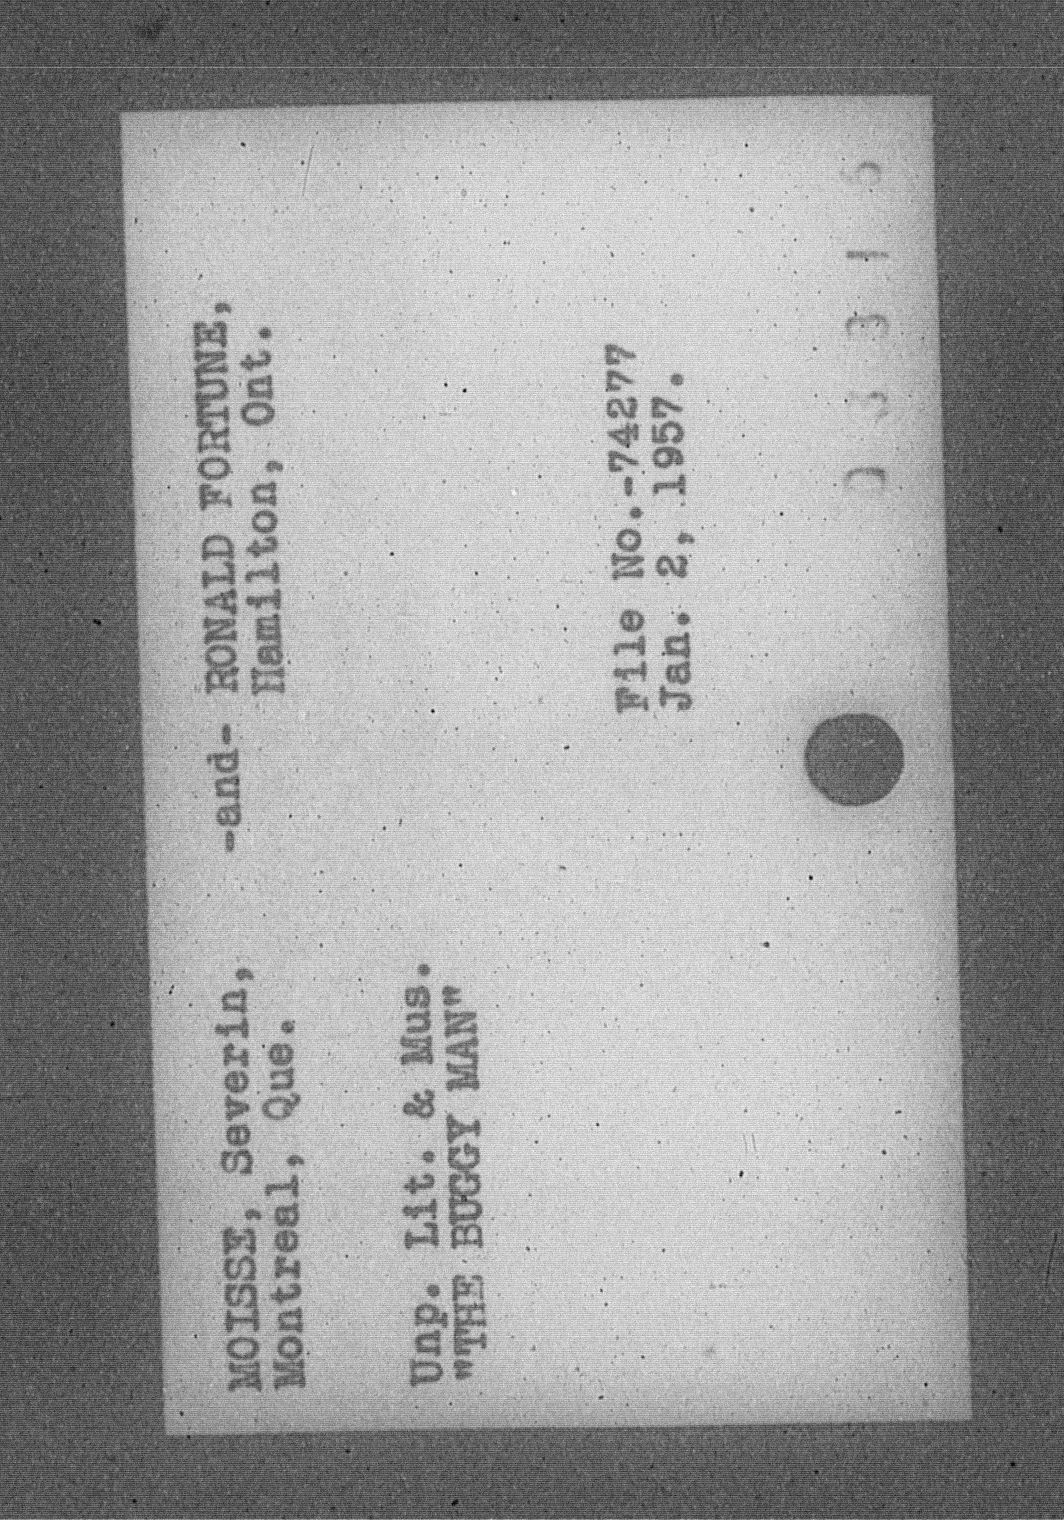 MOISSE, Severin, -and- RONALD FORTUNE,
Montreal, Que. Hamilton, Ont.
Unp. Lit. & Mus.
"THE BUGGY MAN"
File No.-74277
Jan. 2, 1957.